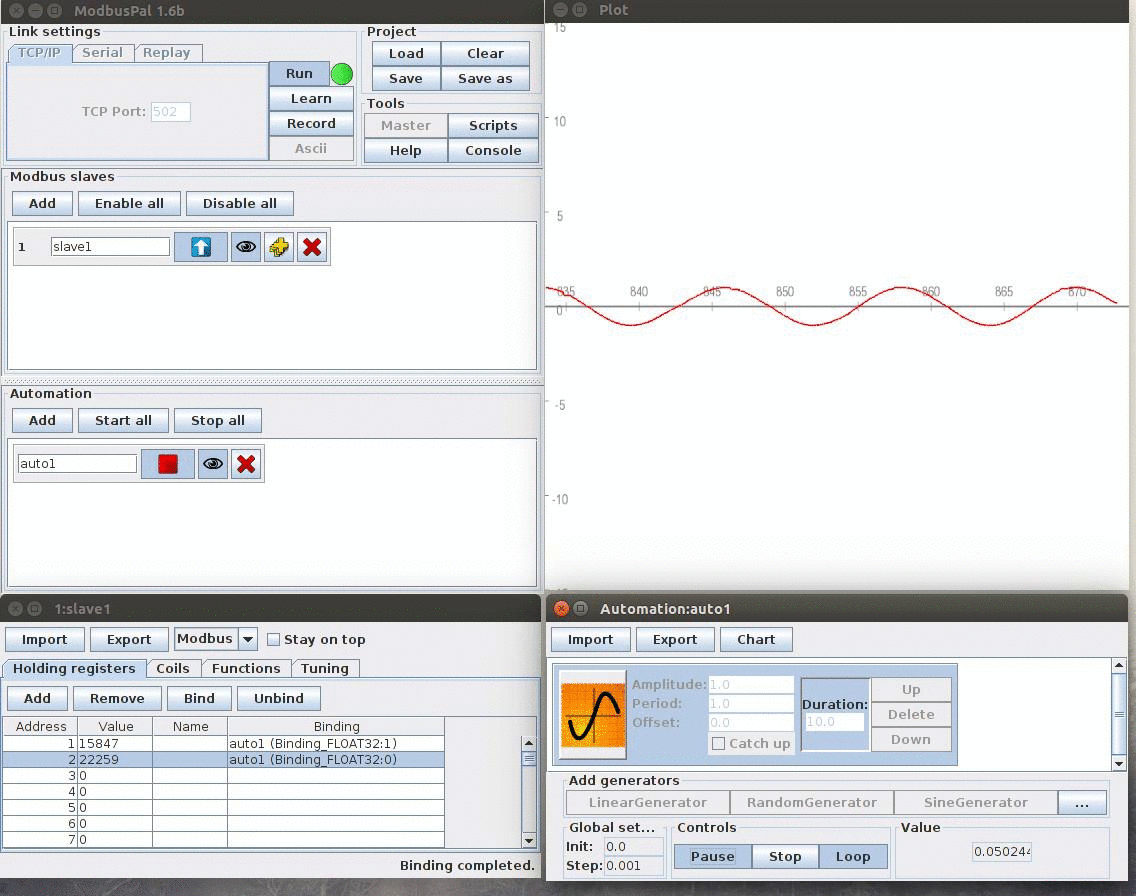 ModbusPal 1.6b
Link settings
TCP/IP Serial Replay
TCP Port: 502
Run
Learn
Record
Ascii
Project
Load Clear
Save Save as
Tools
Master Scripts
Help Console
Modbus slaves
Add Enable all Disable all
1 slave1
Automation
Add Start all Stop all
auto1
Plot
15
10
5
835 840 845 850 855 860 865 870
0
-5
-10
1:slave1
Import Export Modbus Stay on top
Holding registers Coils Functions Tuning
Add Remove Bind Unbind
Address Value Name Binding
1 15847 auto1 (Binding_FLOAT32:1)
2 22259 auto1 (Binding_FLOAT32:0)
3 0
4 0
5 0
6 0
7 0
Binding completed.
Automation:auto1
Import Export Chart
Amplitude: 1.0
Period: 1.0
Offset: 0.0
Catch up
Duration:
10.0
Up
Delete
Down
Add generators
LinearGenerator RandomGenerator SineGenerator ...
Global set...
Init: 0.0
Step: 0.001
Controls
Pause Stop Loop
Value
0.050244